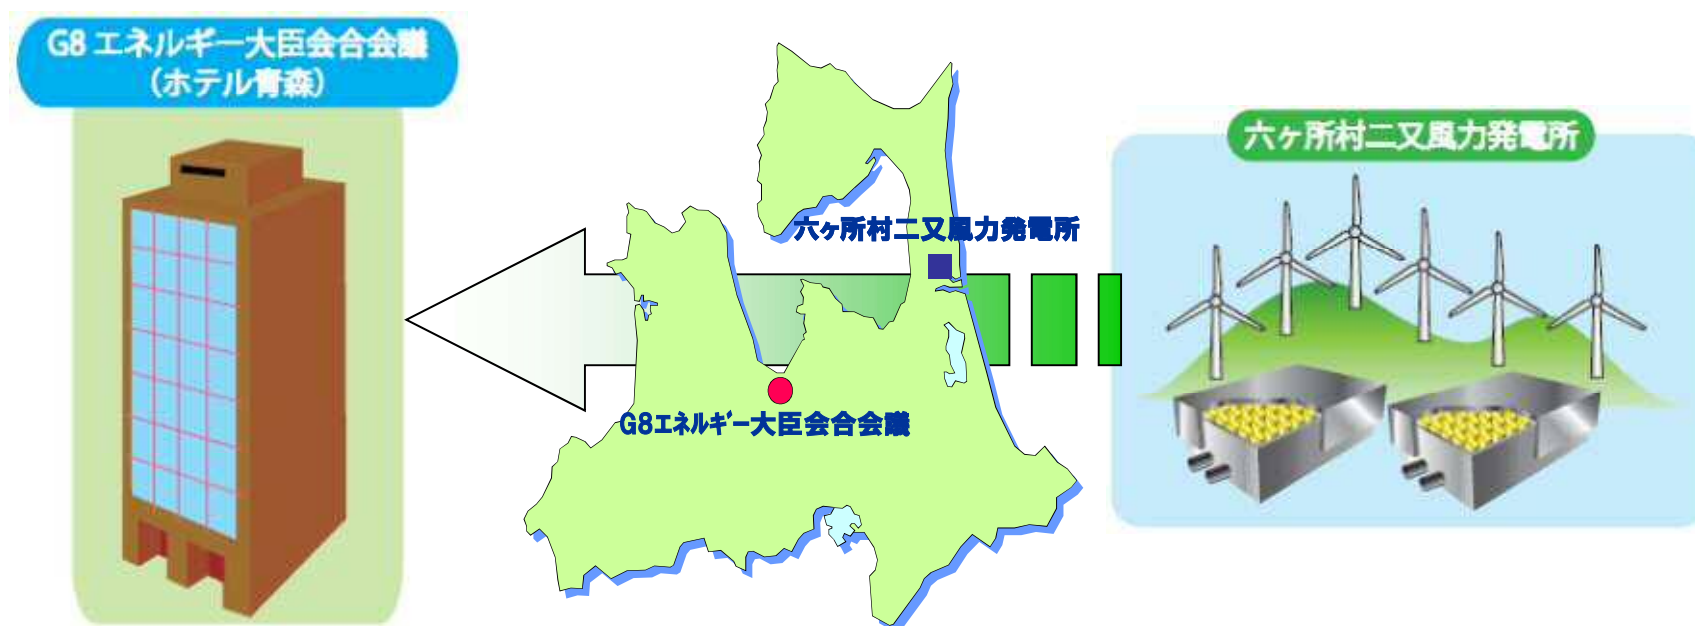 G8 エネルギー大臣会合会議
（ホテル青森）
六ヶ所村二又風力発電所
六ヶ所村二又風力発電所
G8エネルギー大臣会合会議